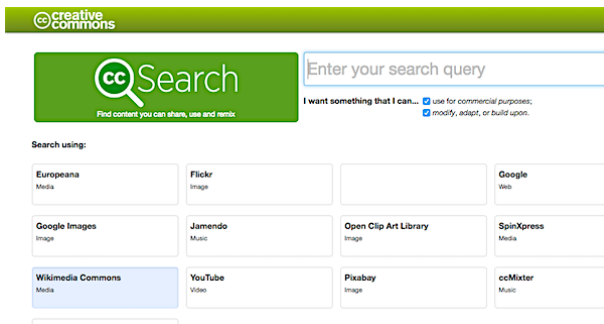 cc creative
commons
cc Search
Find content you can share, use and remix
Enter your search query
I want something that I can... use for commercial purposes;
modify, adapt, or build upon.
Search using:
Europeana
Media
Flickr
Image
Google
Web
Google Images
Image
Jamendo
Music
Open Clip Art Library
Image
SpinXpress
Media
Wikimedia Commons
Media
YouTube
Video
Pixabay
Image
ccMixter
Music